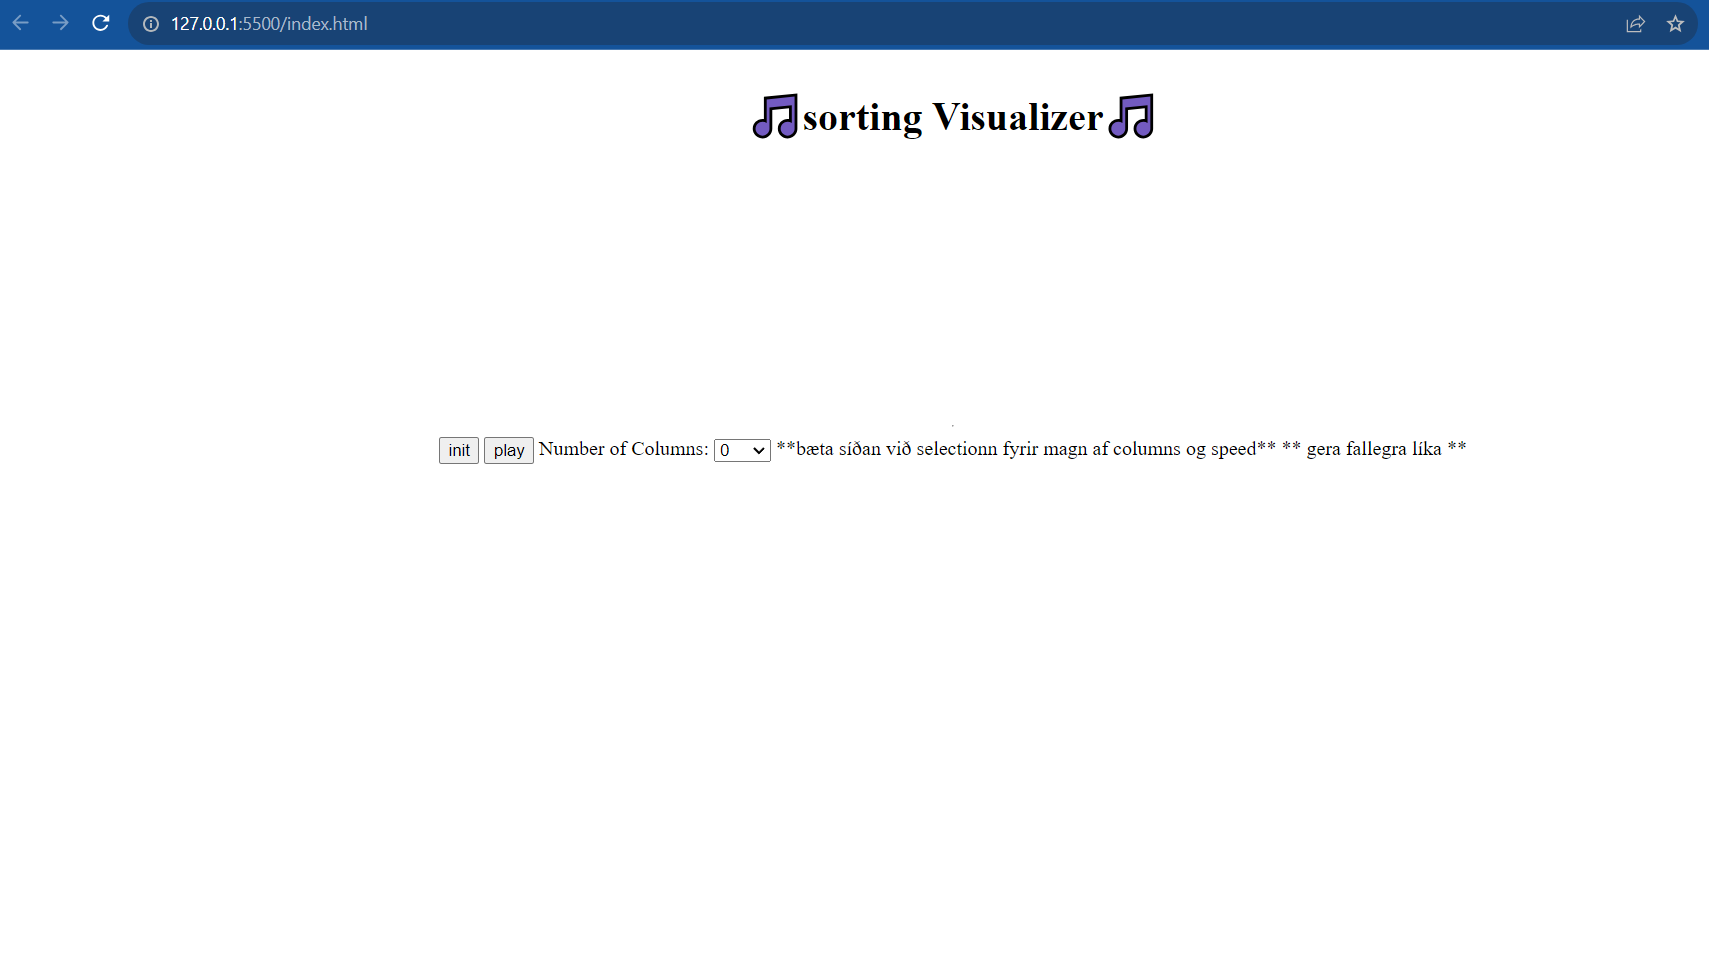 127.0.0.1:5500/index.html
🎵sorting Visualizer🎵
init play Number of Columns: 0 **bæta síðan við selectionn fyrir magn af columns og speed** ** gera fallegra líka **